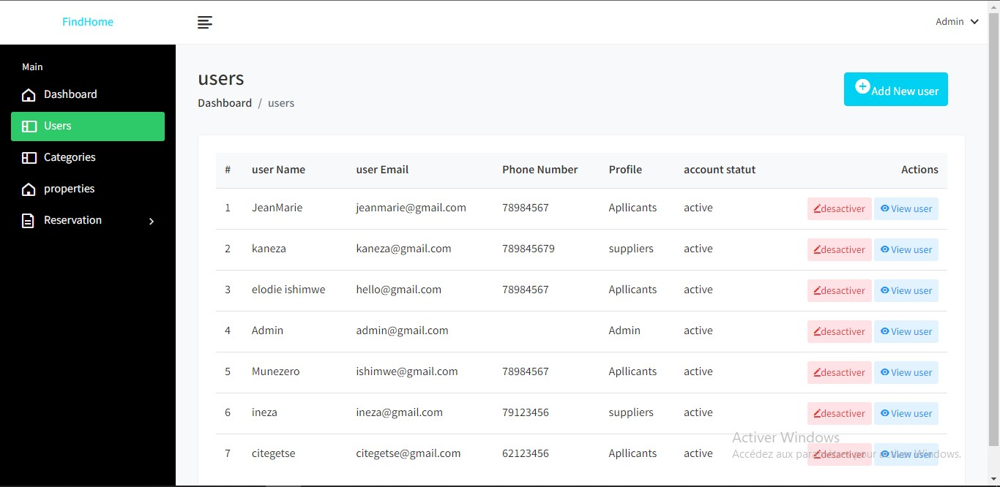 FindHome
Admin
Main
Dashboard
Users
Categories
properties
Reservation
users
Dashboard / users
Add New user
# user Name user Email Phone Number Profile account statut Actions
1 JeanMarie jeanmarie@gmail.com 78984567 Apllicants active desactiver View user
2 kaneza kaneza@gmail.com 789845679 suppliers active desactiver View user
3 elodie ishimwe hello@gmail.com 78984567 Apllicants active desactiver View user
4 Admin admin@gmail.com Admin active desactiver View user
5 Munezero ishimwe@gmail.com 78984567 Apllicants active desactiver View user
6 ineza ineza@gmail.com 79123456 suppliers active desactiver View user
Activer Windows
7 citegetse citegetse@gmail.com 62123456 Apllicants active desactiver View user
Accédez aux paramètres pour activer Windows.